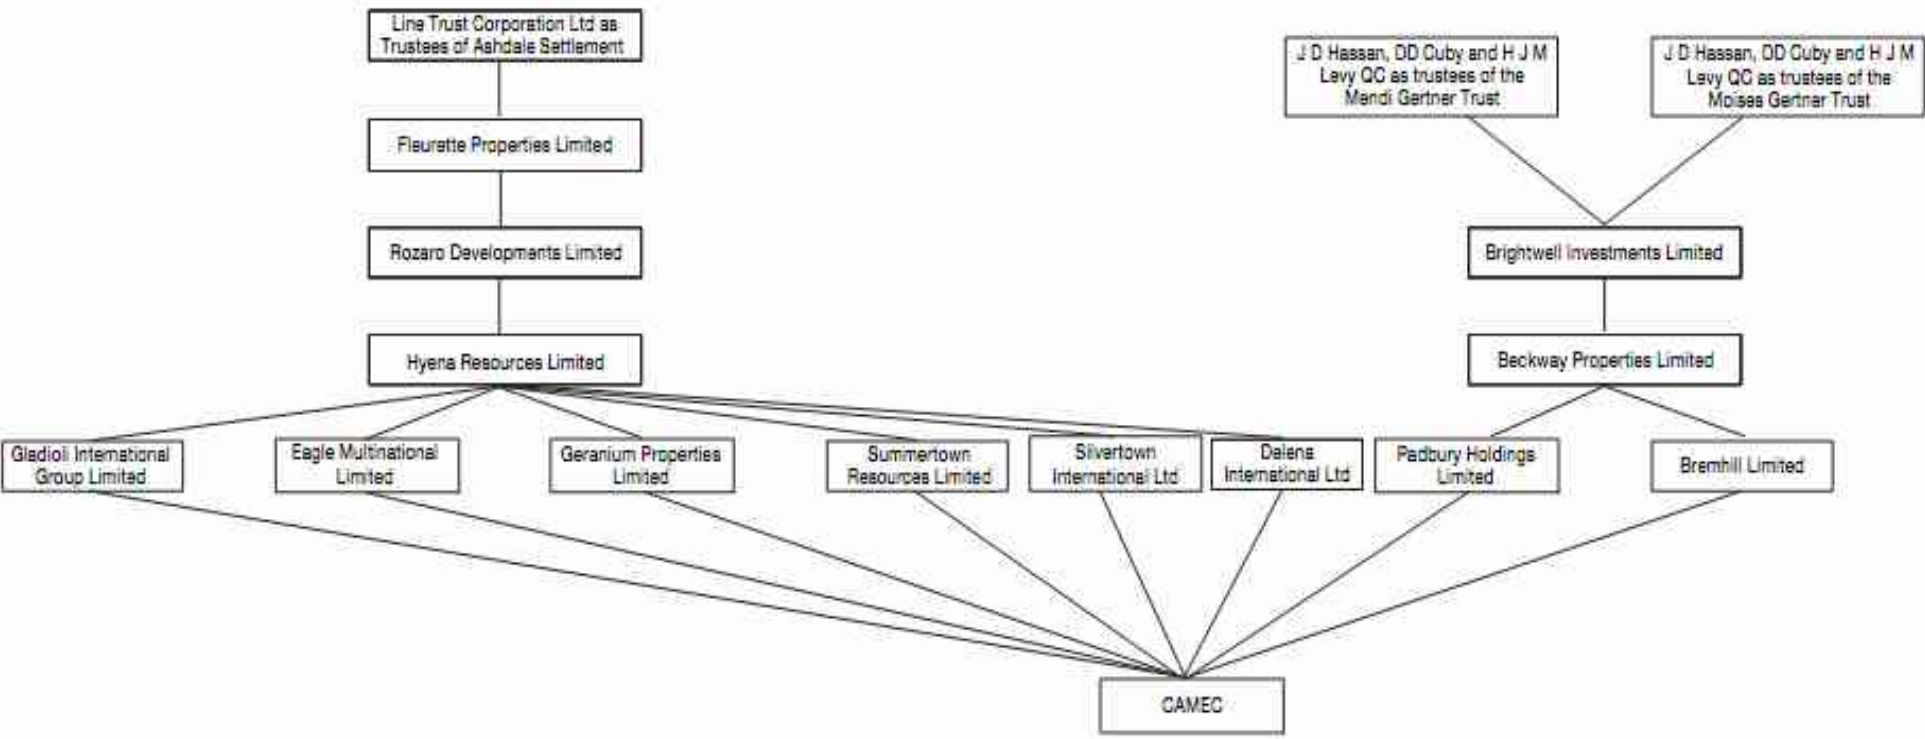 Line Trust Corporation Ltd as
Trustees of Ashdale Settlement
J D Hassan, DD Cuby and H J M
Levy QC as trustees of the
Mendi Gertner Trust
J D Hassan, DD Cuby and H J M
Levy QC as trustees of the
Moises Gertner Trust
Fleurette Properties Limited
Rozaro Developments Limited
Brightwell Investments Limited
Hyena Resources Limited
Beckway Properties Limited
Gladioli International
Group Limited
Eagle Multinational
Limited
Geranium Properties
Limited
Summertown
Resources Limited
Silvertown
International Ltd
Dalena
International Ltd
Padbury Holdings
Limited
Bremhill Limited
CAMEC